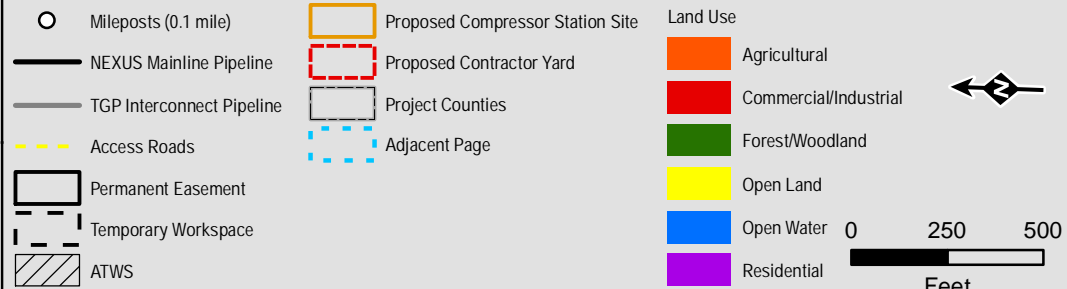 Mileposts (0.1 mile)
NEXUS Mainline Pipeline
TGP Interconnect Pipeline
Access Roads
Permanent Easement
Temporary Workspace
ATWS
Proposed Compressor Station Site
Proposed Contractor Yard
Project Counties
Adjacent Page
Land Use
Agricultural
Commercial/Industrial
Forest/Woodland
Open Land
Open Water
Residential
N
0 250 500
Feet